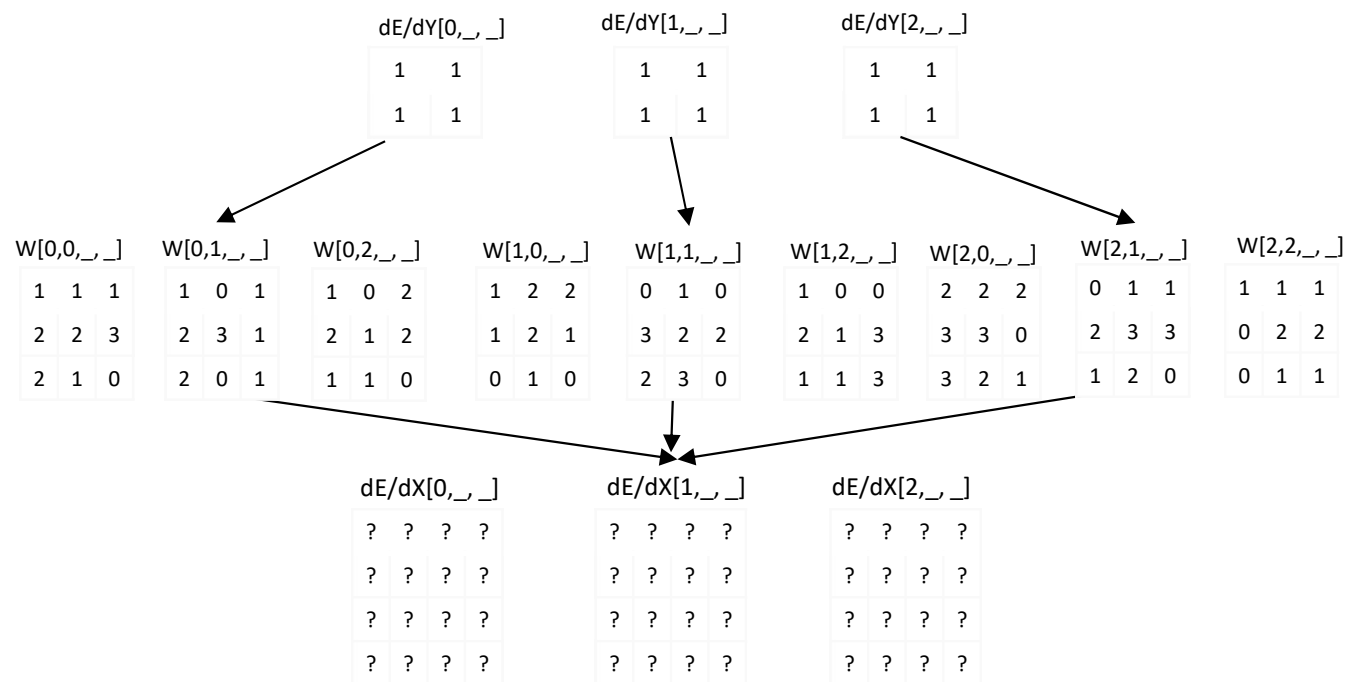 dE/dY[0,_, _] dE/dY[1,_, _] dE/dY[2,_, _]
1 1 1 1 1 1
1 1 1 1 1 1
W[0,0,_, _] W[0,1,_, _] W[0,2,_, _] W[1,0,_, _] W[1,1,_, _] W[1,2,_, _] W[2,0,_, _] W[2,1,_, _] W[2,2,_, _]
1 1 1 1 0 1 1 0 2 1 2 2 0 1 0 1 0 0 2 2 2 0 1 1 1 1 1
2 2 3 2 3 1 2 1 2 1 2 1 3 2 2 2 1 3 3 3 0 2 3 3 0 2 2
2 1 0 2 0 1 1 1 0 0 1 0 2 3 0 1 1 3 3 2 1 1 2 0 0 1 1
dE/dX[0,_, _] dE/dX[1,_, _] dE/dX[2,_, _]
? ? ? ? ? ? ? ? ? ? ? ?
? ? ? ? ? ? ? ? ? ? ? ?
? ? ? ? ? ? ? ? ? ? ? ?
? ? ? ? ? ? ? ? ? ? ? ?